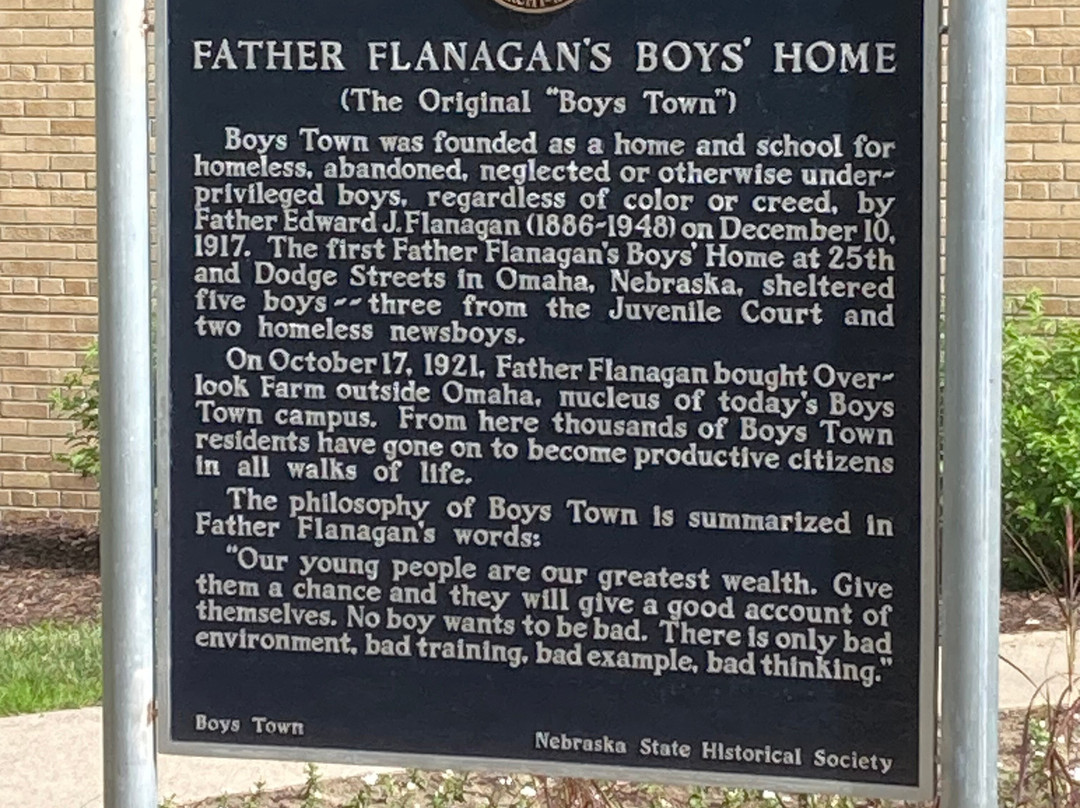 FATHER FLANAGAN'S BOYS' HOME
(The Original "Boys Town")
Boys Town was founded as a home and school for
homeless, abandoned, neglected or otherwise under-
privileged boys, regardless of color or creed, by
Father Edward J. Flanagan (1886-1948) on December 10,
1917. The first Father Flanagan's Boys' Home at 25th
and Dodge Streets in Omaha, Nebraska, sheltered
five boys--three from the Juvenile Court and
two homeless newsboys.
On October 17, 1921, Father Flanagan bought Over-
look Farm outside Omaha, nucleus of today's Boys
Town campus. From here thousands of Boys Town
residents have gone on to become productive citizens
in all walks of life.
The philosophy of Boys Town is summarized in
Father Flanagan's words:
"Our young people are our greatest wealth. Give
them a chance and they will give a good account of
themselves. No boy wants to be bad. There is only bad
environment, bad training, bad example, bad thinking."
Boys Town
Nebraska State Historical Society